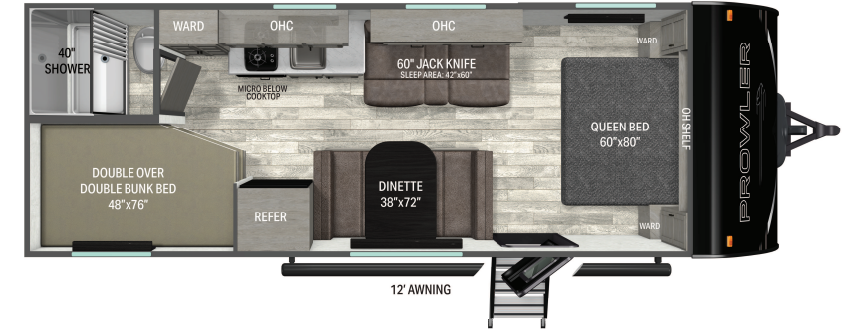 WARD
OHC
OHC
40"
SHOWER
60" JACK KNIFE
SLEEP AREA: 42"x60"
WARD
MICRO BELOW
COOKTOP
QUEEN BED
60"x80"
OH SHELF
PROWLER
DOUBLE OVER
DOUBLE BUNK BED
48"x76"
DINETTE
38"x72"
REFER
WARD
12' AWNING